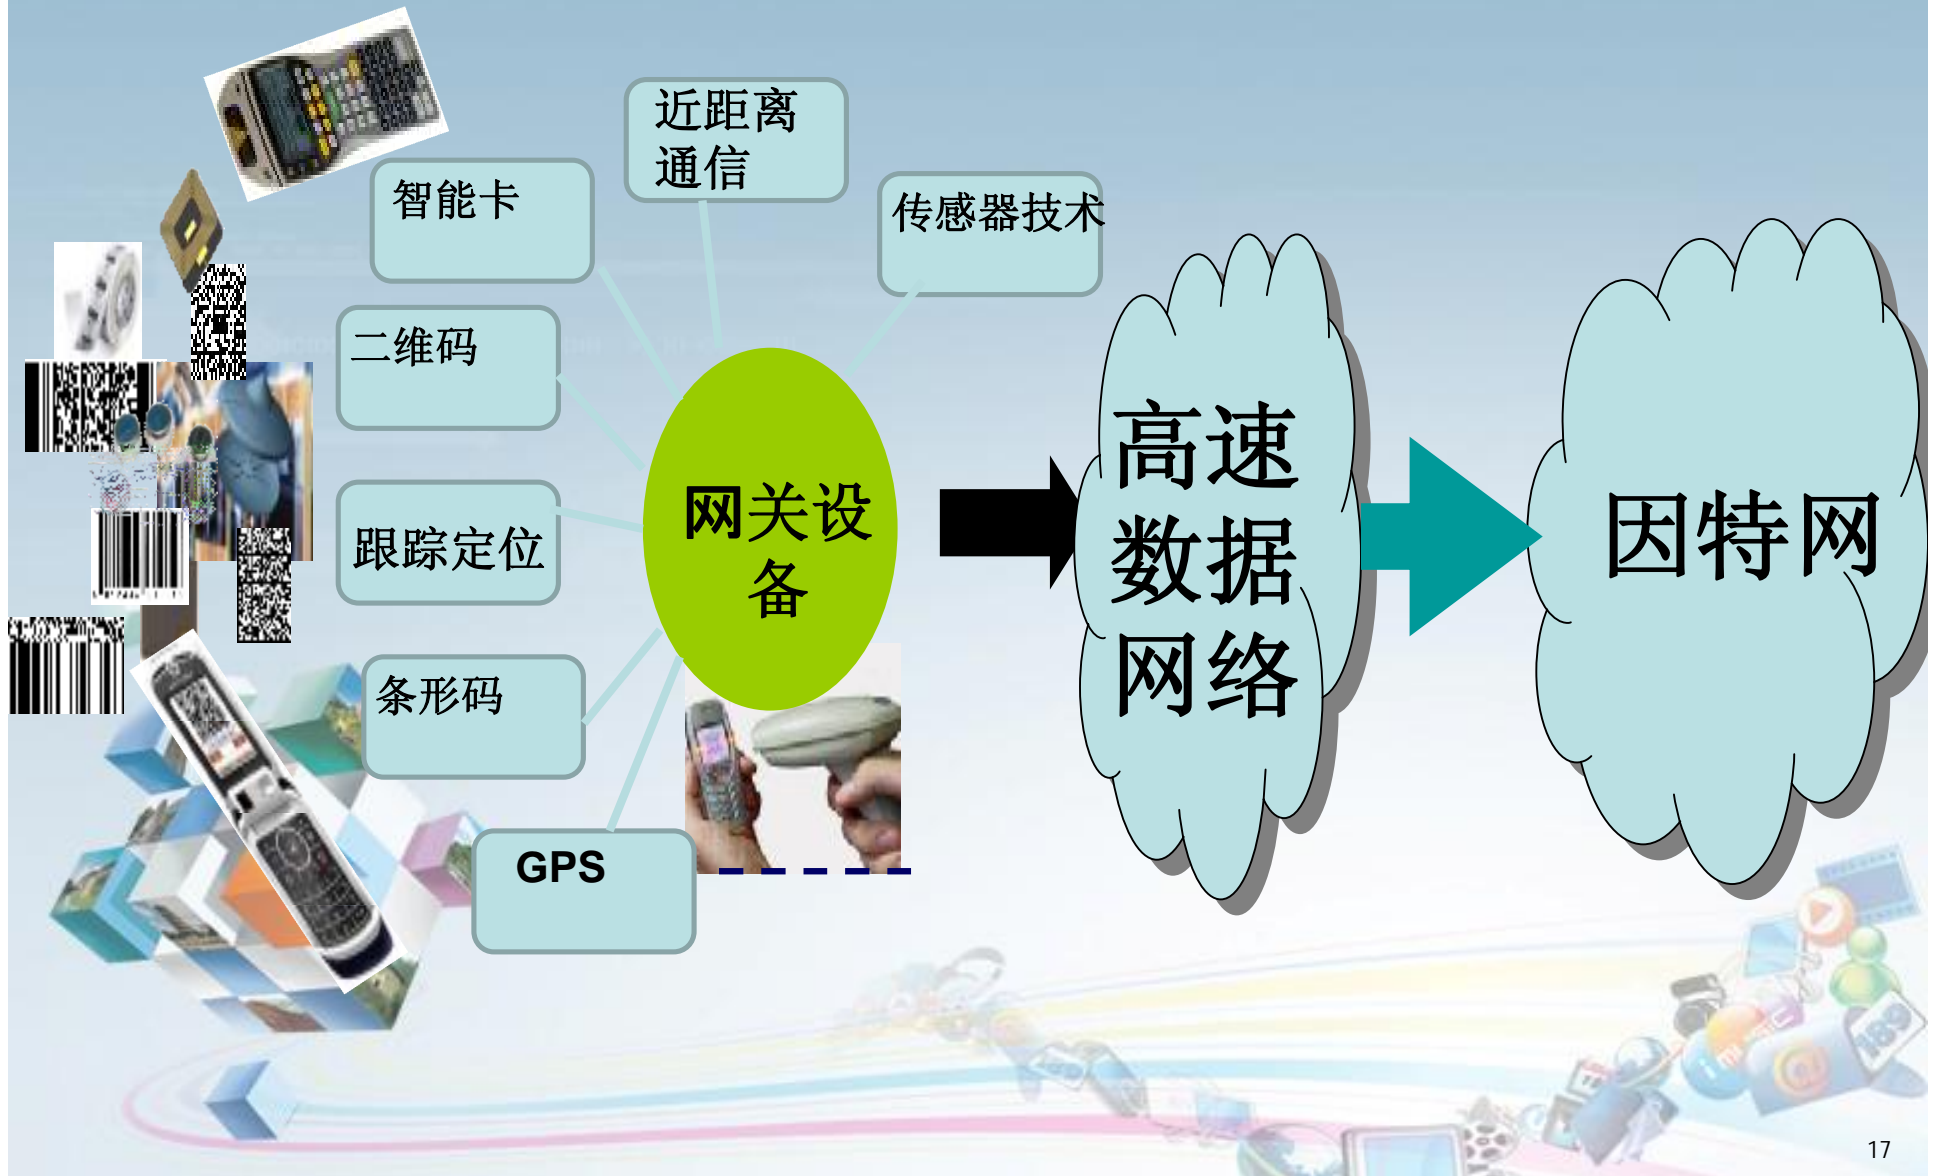 近距离
通信
智能卡
传感器技术
二维码
网关设
备
跟踪定位
条形码
GPS
高速
数据
网络
因特网
189
17